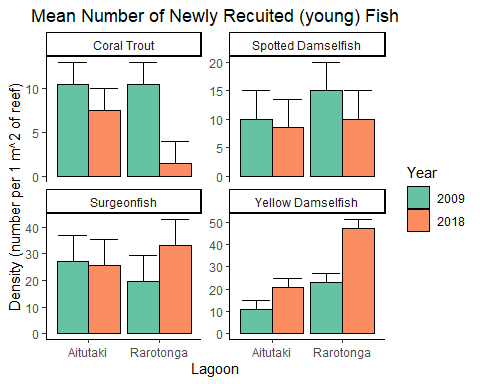 Mean Number of Newly Recuited (young) Fish
Coral Trout
Spotted Damselfish
10
5
0
20
15
10
5
0
Surgeonfish
Yellow Damselfish
40
30
20
10
0
50
40
30
20
10
0
Aitutaki
Rarotonga
Aitutaki
Rarotonga
Lagoon
Density (number per 1 m^2 of reef)
Year
2009
2018